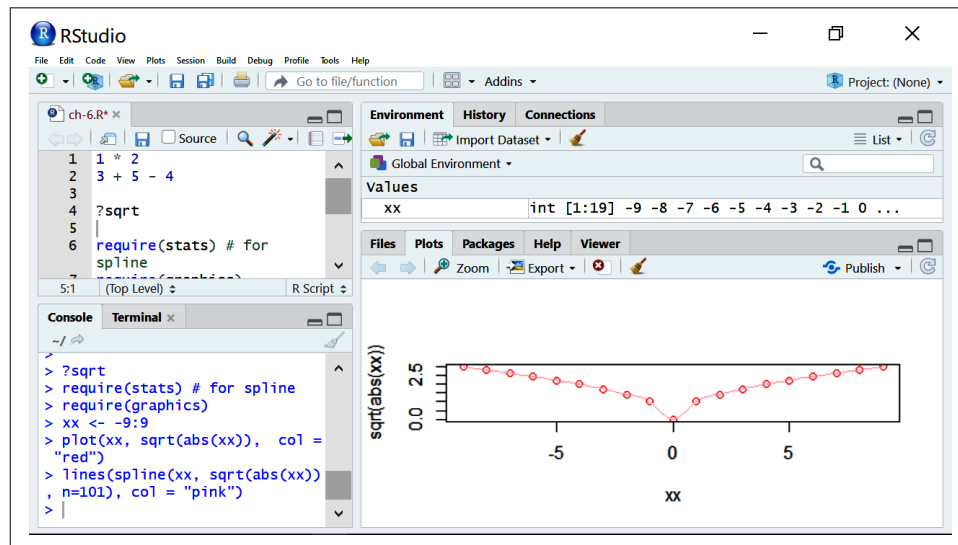 RStudio
File Edit Code View Plots Session Build Debug Profile Tools Help
Go to file/function Addins Project: (None)
ch-6.R*
Source
1 1 * 2
2 3 + 5 - 4
3
4 ?sqrt
5
6 require(stats) # for
spline
7 require(graphics)
5:1 (Top Level) R Script
Console Terminal
~/
>
> ?sqrt
> require(stats) # for spline
> require(graphics)
> xx <- -9:9
> plot(xx, sqrt(abs(xx)),  col =
"red")
> lines(spline(xx, sqrt(abs(xx))
, n=101), col = "pink")
>
Environment History Connections
Import Dataset List
Global Environment
Values
xx int [1:19] -9 -8 -7 -6 -5 -4 -3 -2 -1 0 ...
Files Plots Packages Help Viewer
Zoom Export Publish
sqrt(abs(xx))
2.5
0.0
-5 0 5
xx